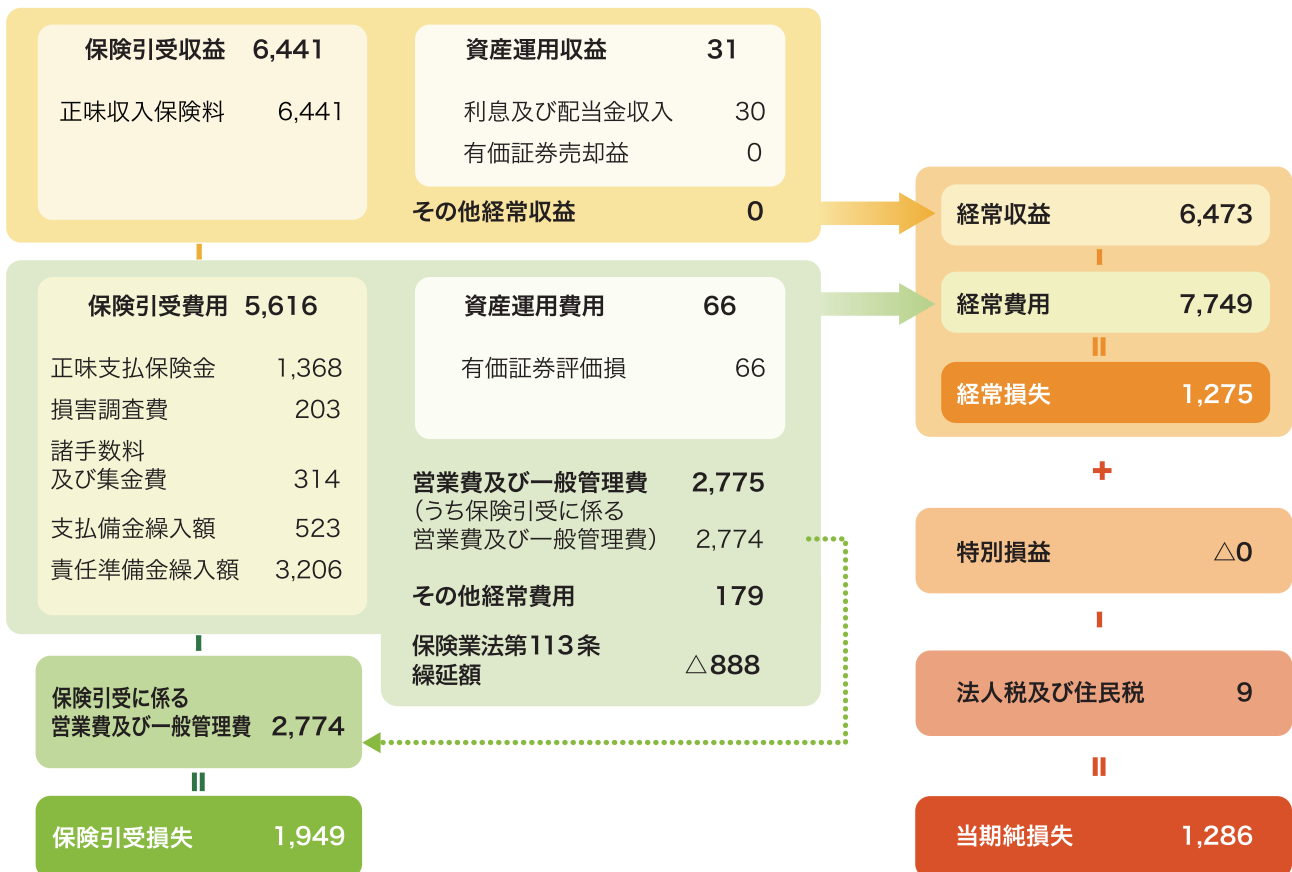 保険引受収益 6,441
正味収入保険料 6,441
資産運用収益 31
利息及び配当金収入 30
有価証券売却益 0
その他経常収益 0
保険引受費用 5,616
正味支払保険金 1,368
損害調査費 203
諸手数料
及び集金費 314
支払備金繰入額 523
責任準備金繰入額 3,206
資産運用費用 66
有価証券評価損 66
営業費及び一般管理費 2,775
(うち保険引受に係る
営業費及び一般管理費) 2,774
その他経常費用 179
保険業法第113条
繰延額 △888
保険引受に係る
営業費及び一般管理費 2,774
保険引受損失 1,949
経常収益 6,473
経常費用 7,749
経常損失 1,275
+
特別損益 △0
法人税及び住民税 9
当期純損失 1,286